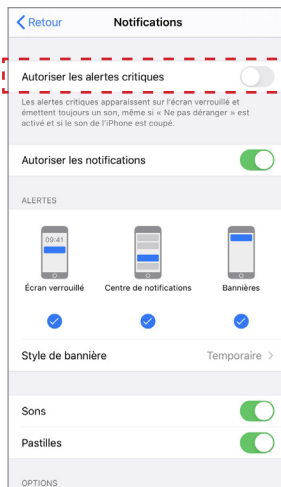 Retour
Notifications
Autoriser les alertes critiques
Les alertes critiques apparaissent sur l'écran verrouillé et
émettent toujours un son, même si « Ne pas déranger » est
activé et si le son de l'iPhone est coupé.
Autoriser les notifications
ALERTES
09:41
Écran verrouillé
Centre de notifications
Bannières
Style de bannière
Temporaire
Sons
Pastilles
OPTIONS